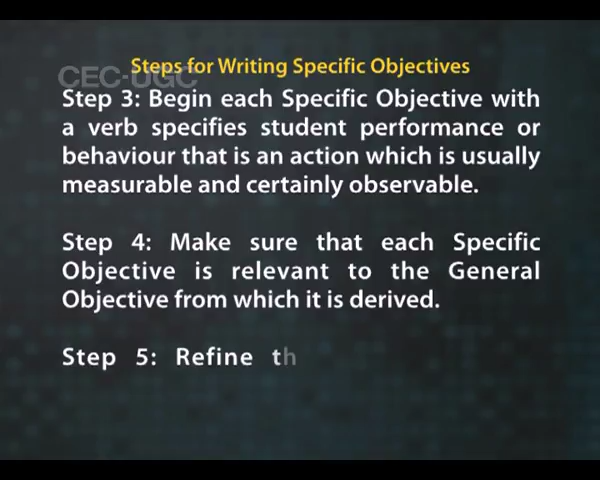 Steps for Writing Specific Objectives
CEC-UGC
Step 3: Begin each Specific Objective with
a verb specifies student performance or
behaviour that is an action which is usually
measurable and certainly observable.
Step 4: Make sure that each Specific
Objective is relevant to the General
Objective from which it is derived.
Step 5: Refine th